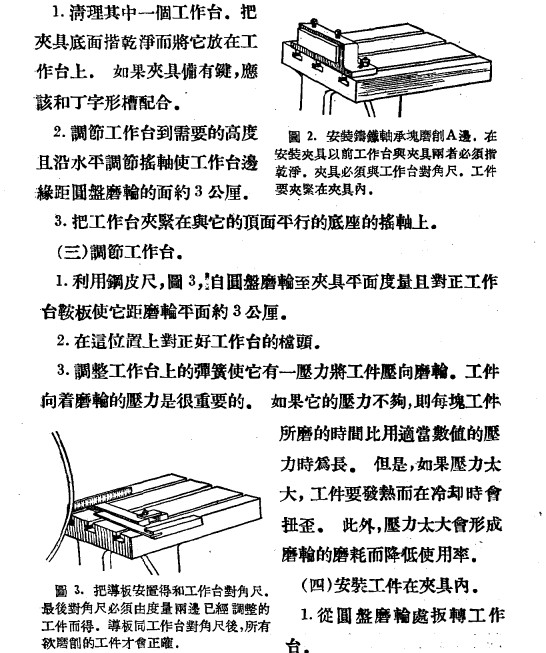 1. 清理其中一個工作台。把
夾具底面揩乾淨而將它放在工
作台上。 如果夾具備有鍵，應
該和丁字形槽配合。
2. 調節工作台到需要的高度
且沿水平調節搖軸使工作台邊
緣距圓盤磨輪的面約 3 公厘。
圖 2. 安裝鑄鐵軸承塊磨創A邊。在
安裝夾具以前工作台與夾具兩者必須揩
乾淨。夾具必須與工作台對角尺。工件
要夾緊在夾具內。
3. 把工作台夾緊在與它的頂面平行的底座的搖軸上。
(三)調節工作台。
1. 利用鋼皮尺，圖 3，自圓盤磨輪至夾具平面度量且對正工作
台鞍板使它距磨輪平面約 3 公厘。
2. 在這位置上對正好工作台的檔頭。
3. 調整工作台上的彈簧使它有一壓力將工件壓向磨輪。工件
向着磨輪的壓力是很重要的。 如果它的壓力不夠，則每塊工件
所磨的時間比用適當數値的壓
力時爲長。 但是，如果壓力太
大，工件要發熱而在冷却時會
扭歪。 此外，壓力太大會形成
磨輪的磨耗而降低使用率。
圖 3. 把導板安置得和工作台對角尺。
最後對角尺必須由度量兩邊已經調整的
工件而得。導板同工作台對角尺後，所有
欵磨創的工件才會正確。
(四)安裝工件在夾具內。
1. 從圓盤磨輪處扳轉工作
台。